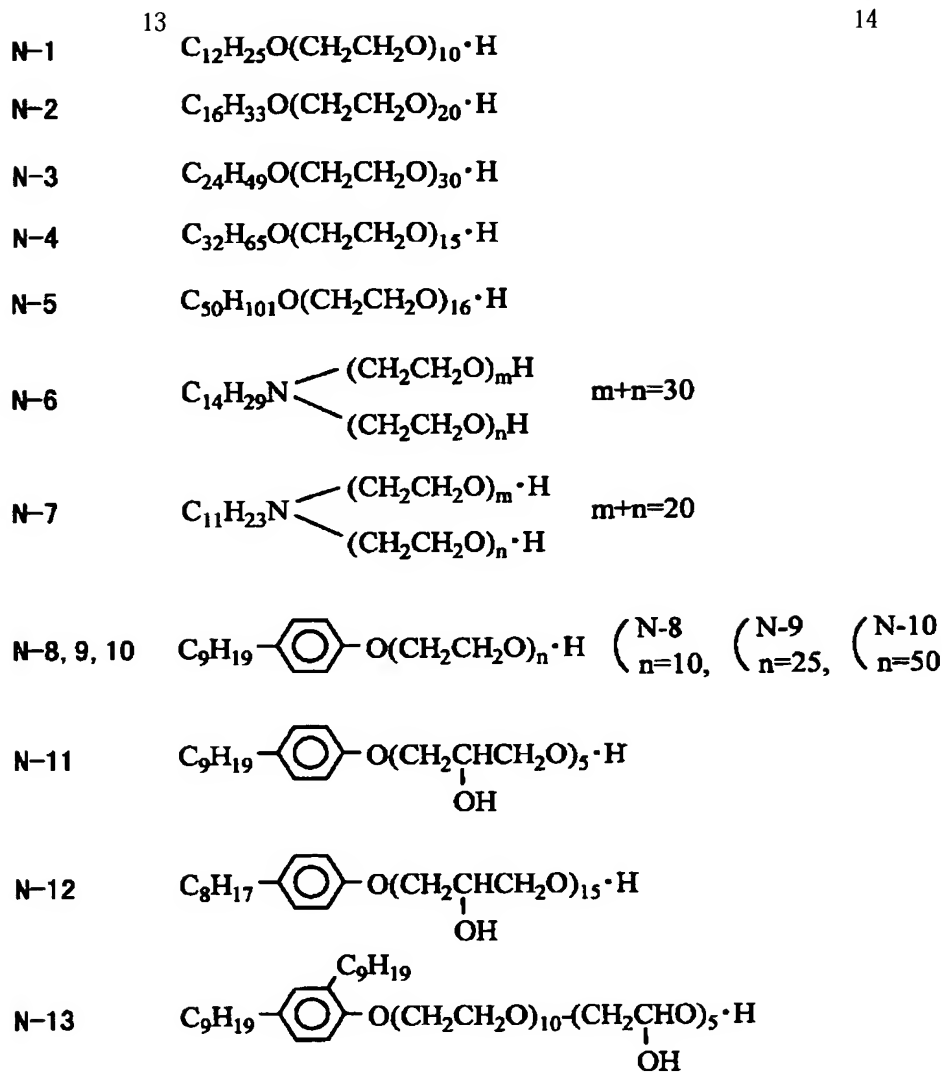 13 14
N-1 C12H25O(CH2CH2O)10·H
N-2 C16H33O(CH2CH2O)20·H
N-3 C24H49O(CH2CH2O)30·H
N-4 C32H65O(CH2CH2O)15·H
N-5 C50H101O(CH2CH2O)16·H
(CH2CH2O)mH
N-6 C14H29N m+n=30
(CH2CH2O)nH
(CH2CH2O)m·H
N-7 C11H23N m+n=20
(CH2CH2O)n·H
N-8, 9, 10 C9H19 O(CH2CH2O)n·H (N-8 n=10, (N-9 n=25, (N-10 n=50
N-11 C9H19 O(CH2CHCH2O)5·H
OH
N-12 C8H17 O(CH2CHCH2O)15·H
OH
C9H19
N-13 C9H19 O(CH2CH2O)10-(CH2CHO)5·H
OH